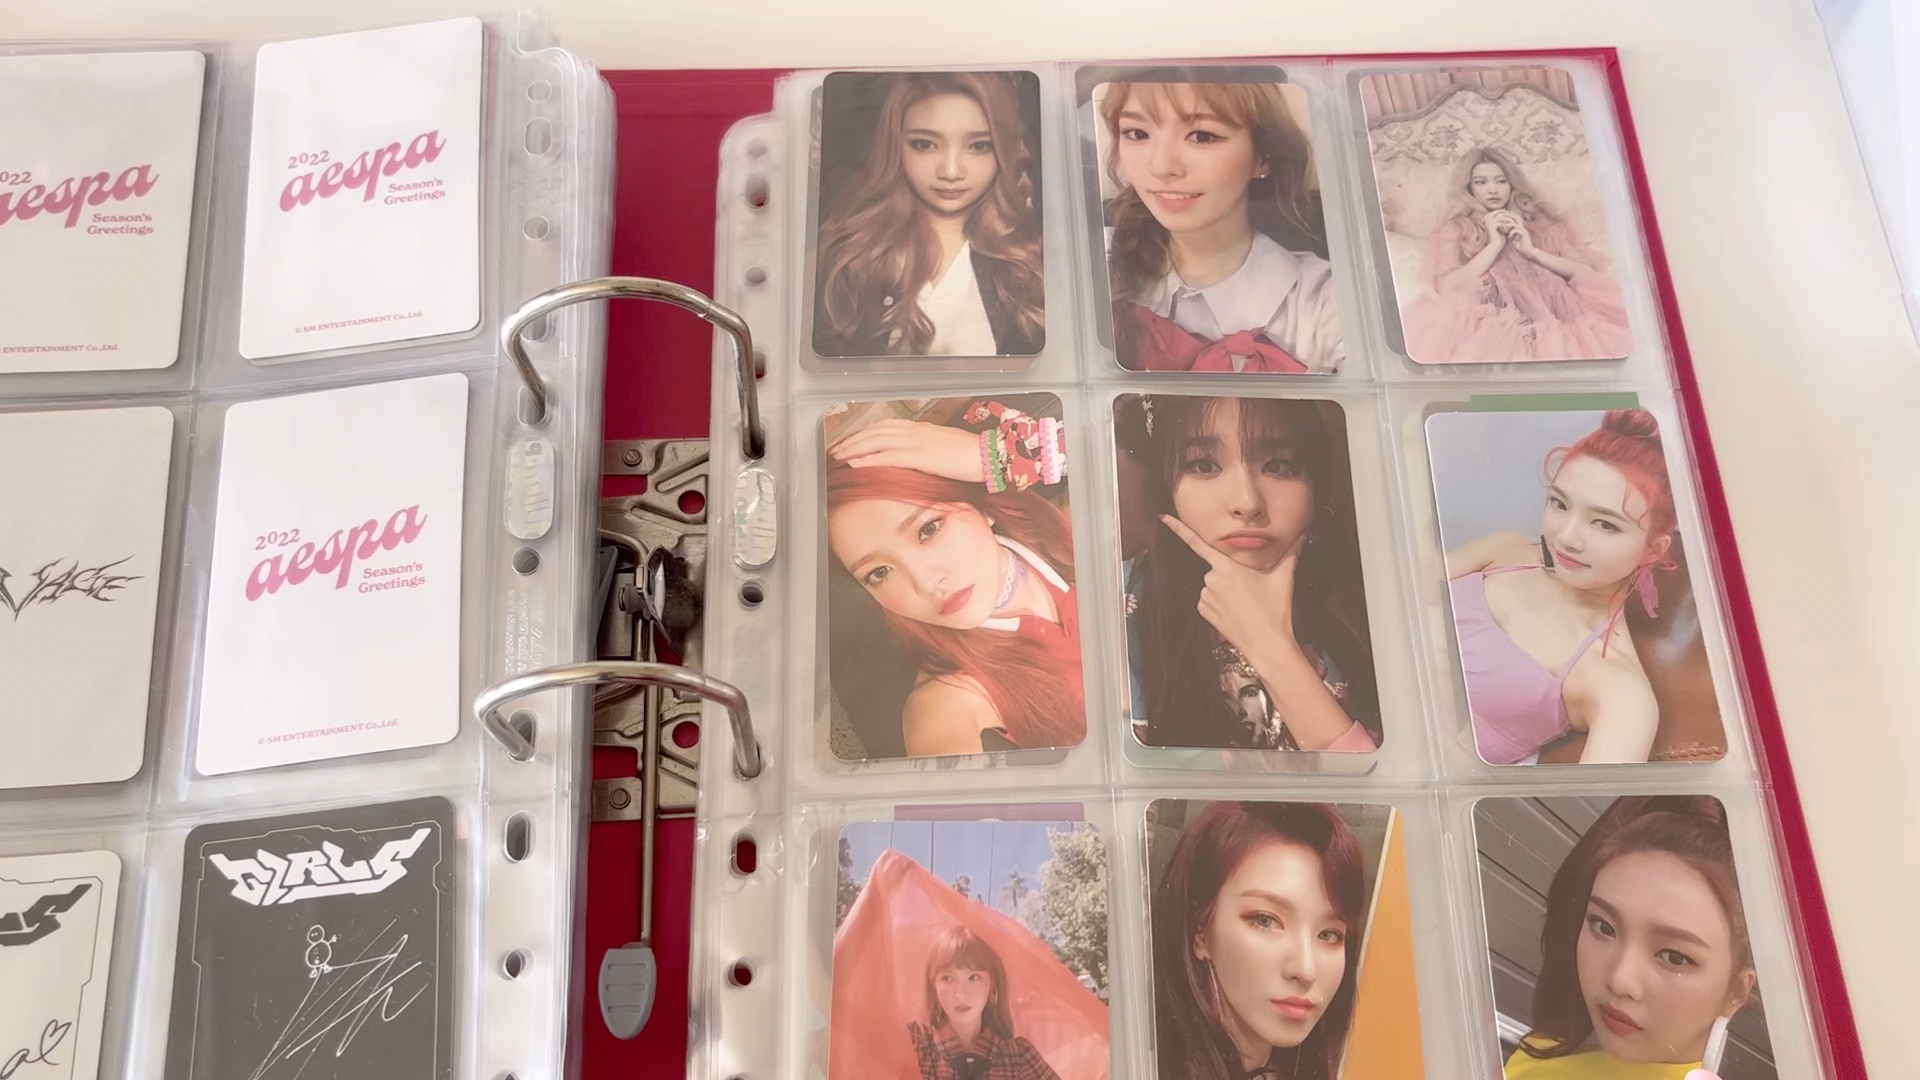 2022
aespa
Season's
Greetings
ENTERTAINMENT Co.,Ltd.
2022
aespa
Season's
Greetings
© SM ENTERTAINMENT Co.,Ltd.
2022
aespa
Season's
Greetings
© SM ENTERTAINMENT Co.,Ltd.
GIRLS